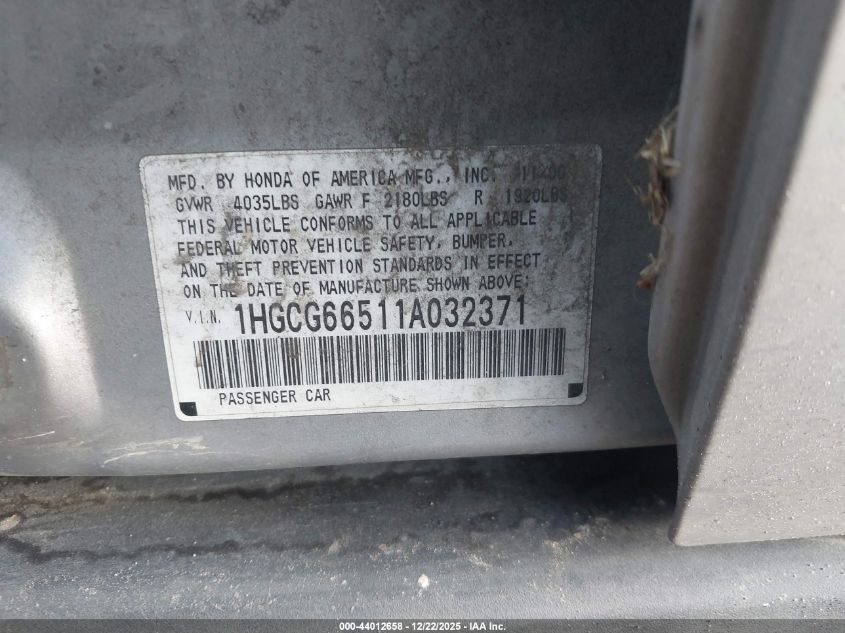 MFD. BY HONDA OF AMERICA MFG., INC. 11/00
GVWR 4035LBS GAWR F 2180LBS R 1920LBS
THIS VEHICLE CONFORMS TO ALL APPLICABLE
FEDERAL MOTOR VEHICLE SAFETY, BUMPER,
AND THEFT PREVENTION STANDARDS IN EFFECT
ON THE DATE OF MANUFACTURE SHOWN ABOVE:
V.I.N. 1HGCG66511A032371
PASSENGER CAR
000-44012658 - 12/22/2025 - IAA Inc.